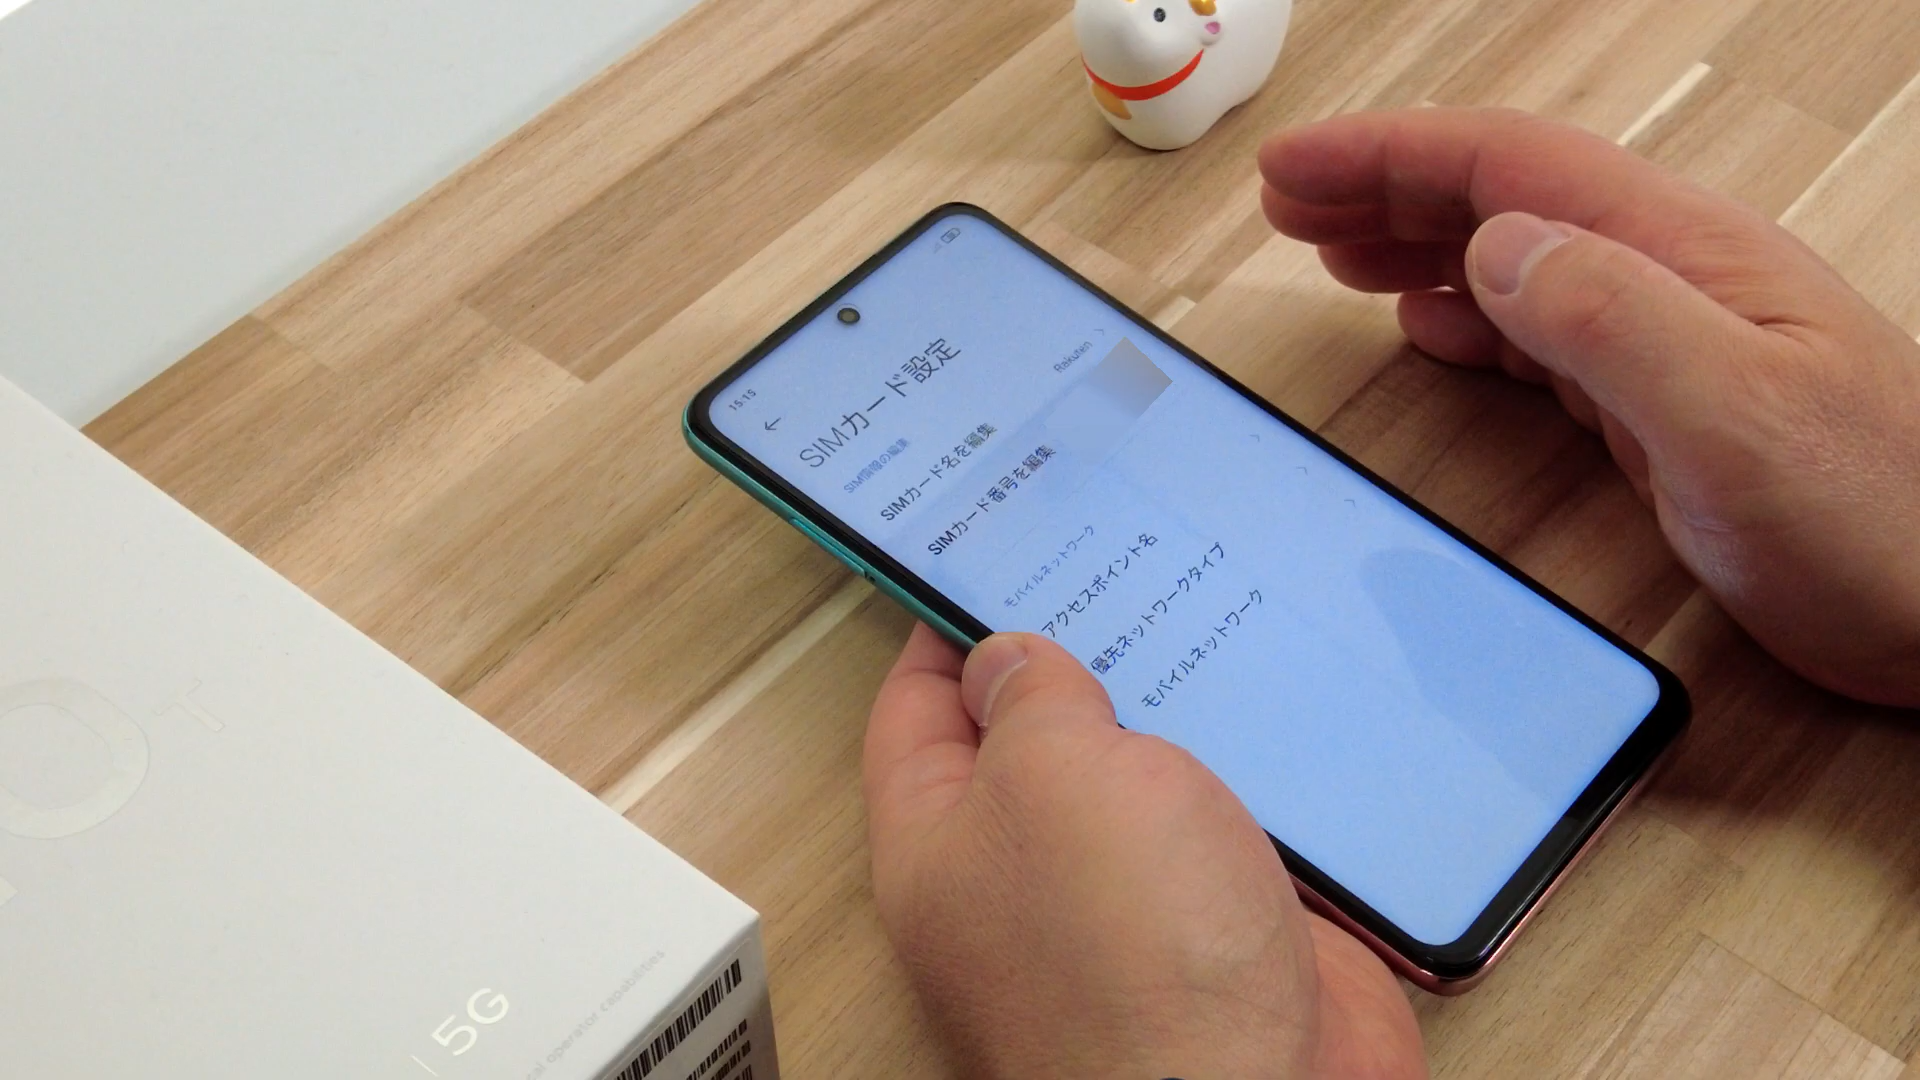 15:15
←
SIMカード設定
SIM情報の編集
SIMカード名を編集 Rakuten >
SIMカード番号を編集
モバイルネットワーク
アクセスポイント名 >
優先ネットワークタイプ >
モバイルネットワーク >
O T
| 5G
operator capabilities